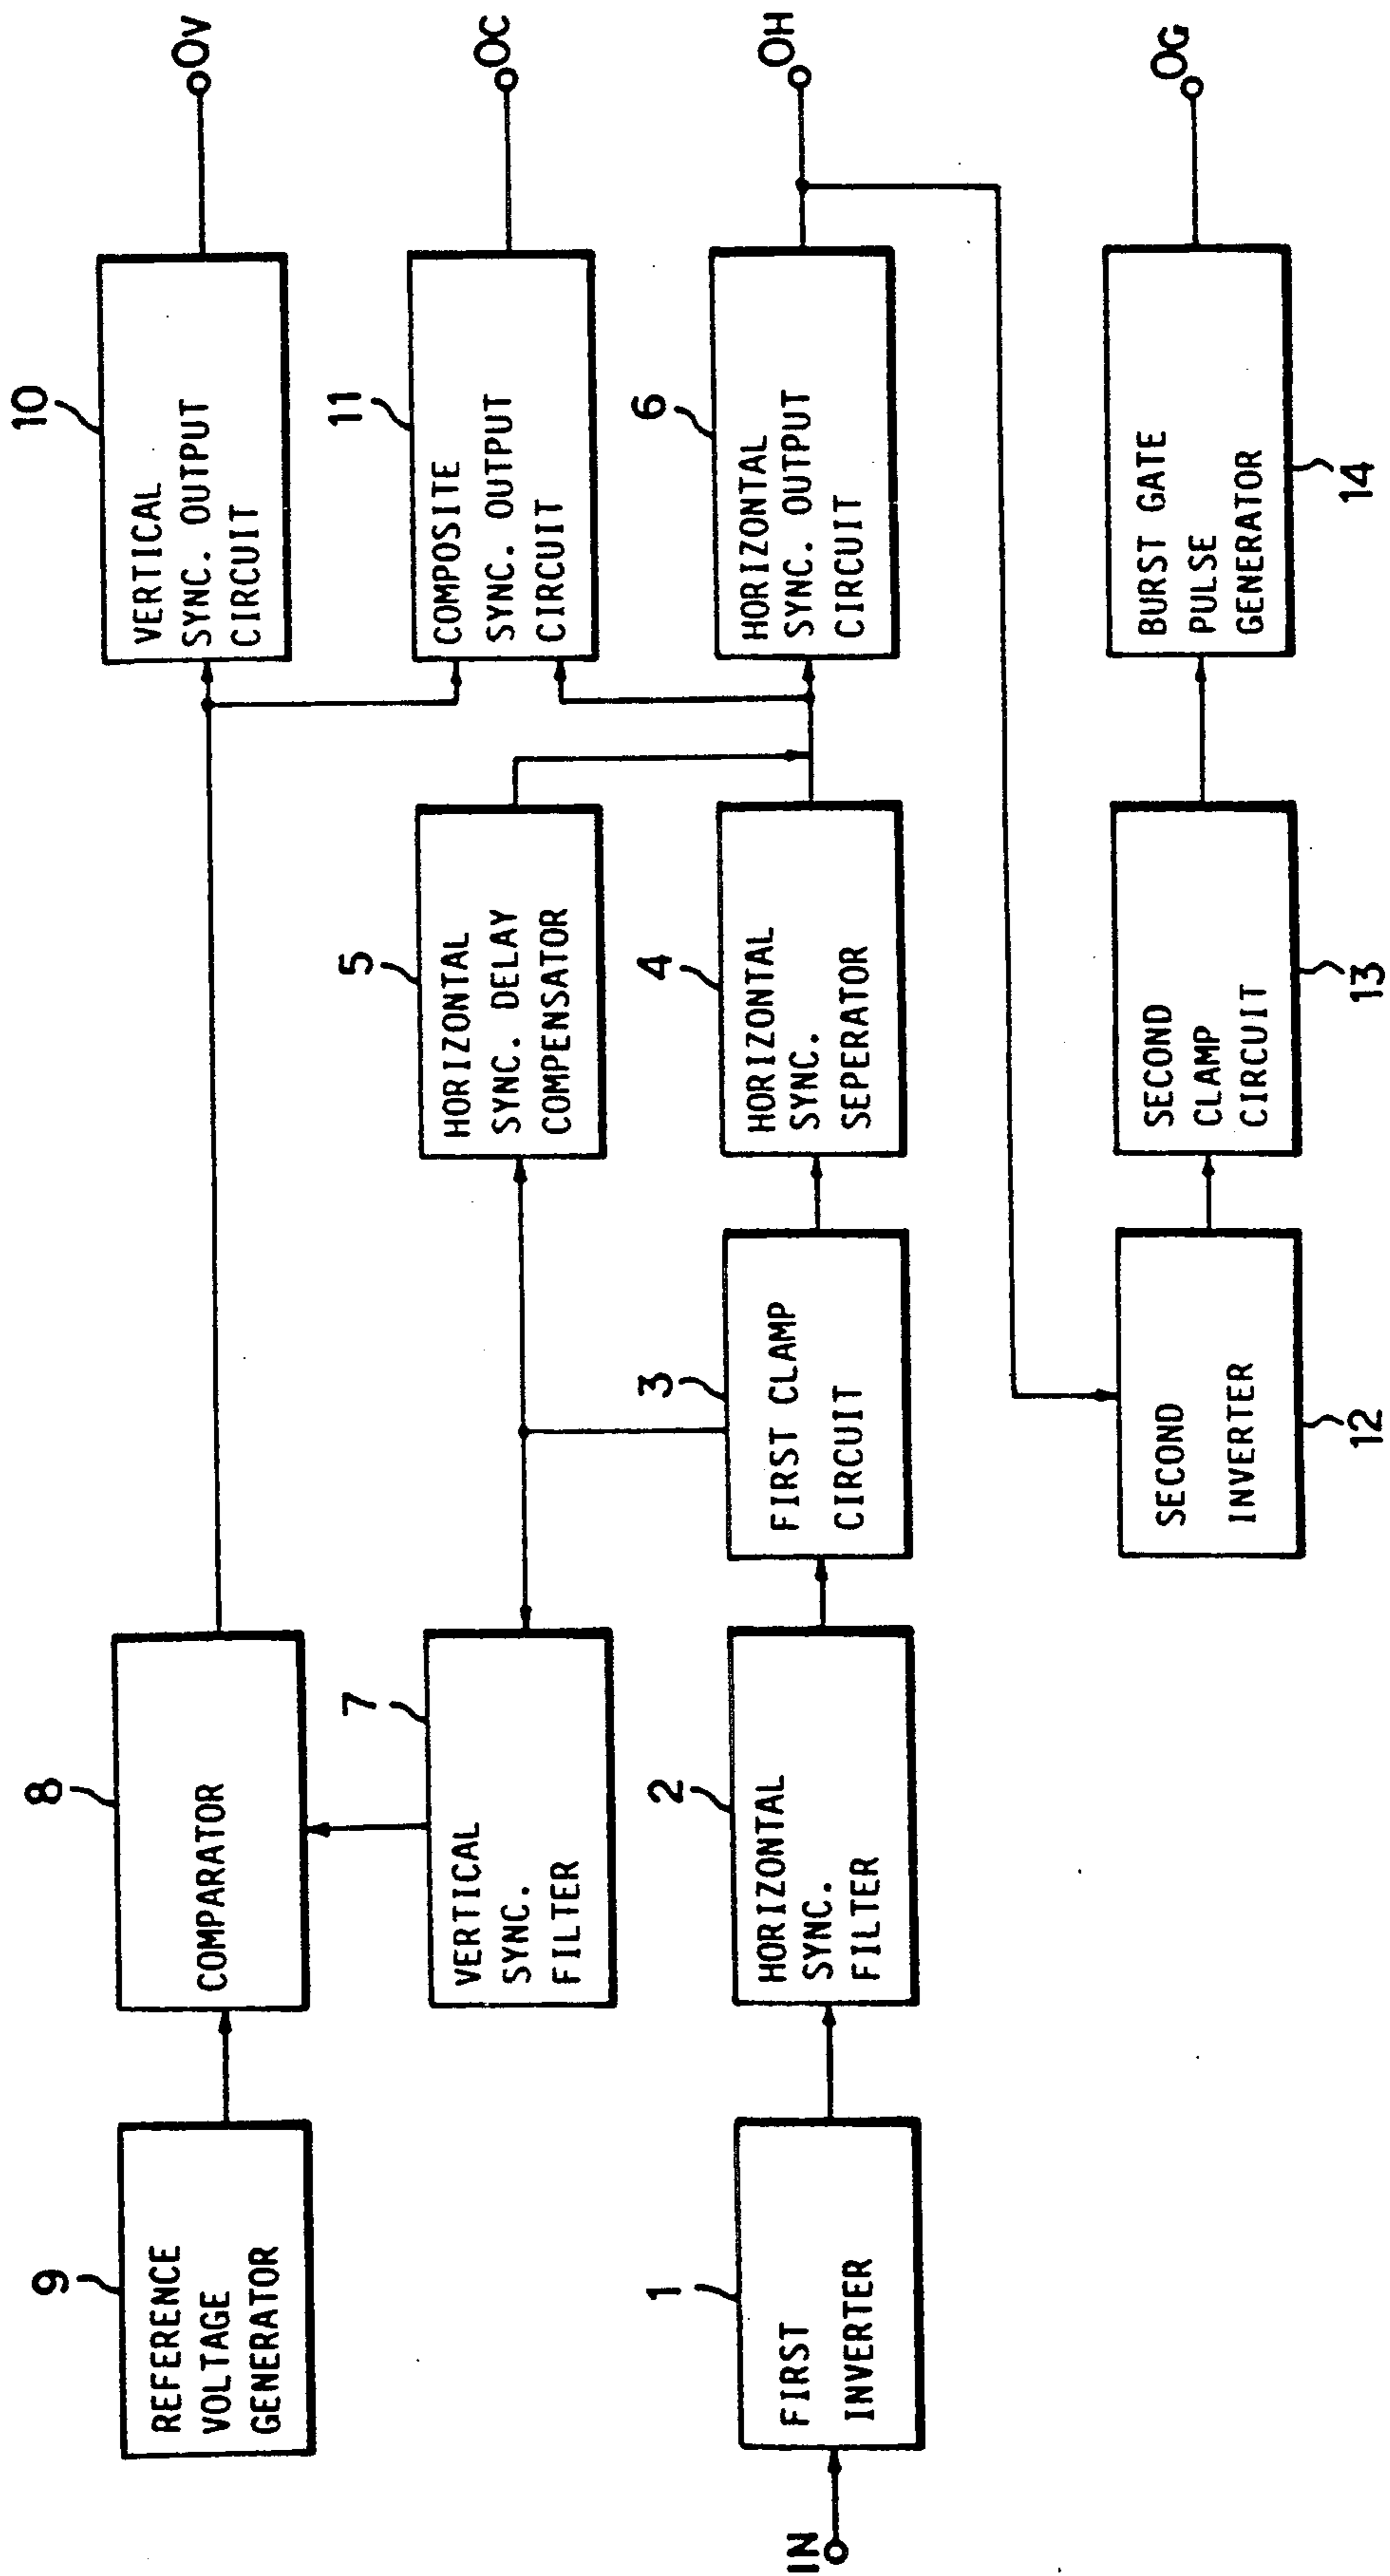 9
REFERENCE
VOLTAGE
GENERATOR
8
COMPARATOR
10
VERTICAL
SYNC. OUTPUT
CIRCUIT
OV
7
VERTICAL
SYNC.
FILTER
5
HORIZONTAL
SYNC. DELAY
COMPENSATOR
11
COMPOSITE
SYNC. OUTPUT
CIRCUIT
OC
IN
1
FIRST
INVERTER
2
HORIZONTAL
SYNC.
FILTER
3
FIRST CLAMP
CIRCUIT
4
HORIZONTAL
SYNC.
SEPERATOR
6
HORIZONTAL
SYNC. OUTPUT
CIRCUIT
OH
SECOND
INVERTER
12
SECOND
CLAMP
CIRCUIT
13
BURST GATE
PULSE
GENERATOR
14
OG